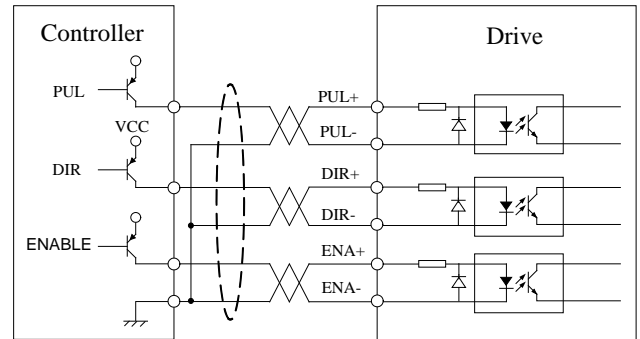 Controller
Drive
PUL
PUL+
VCC
PUL-
DIR
DIR+
DIR-
ENABLE
ENA+
ENA-